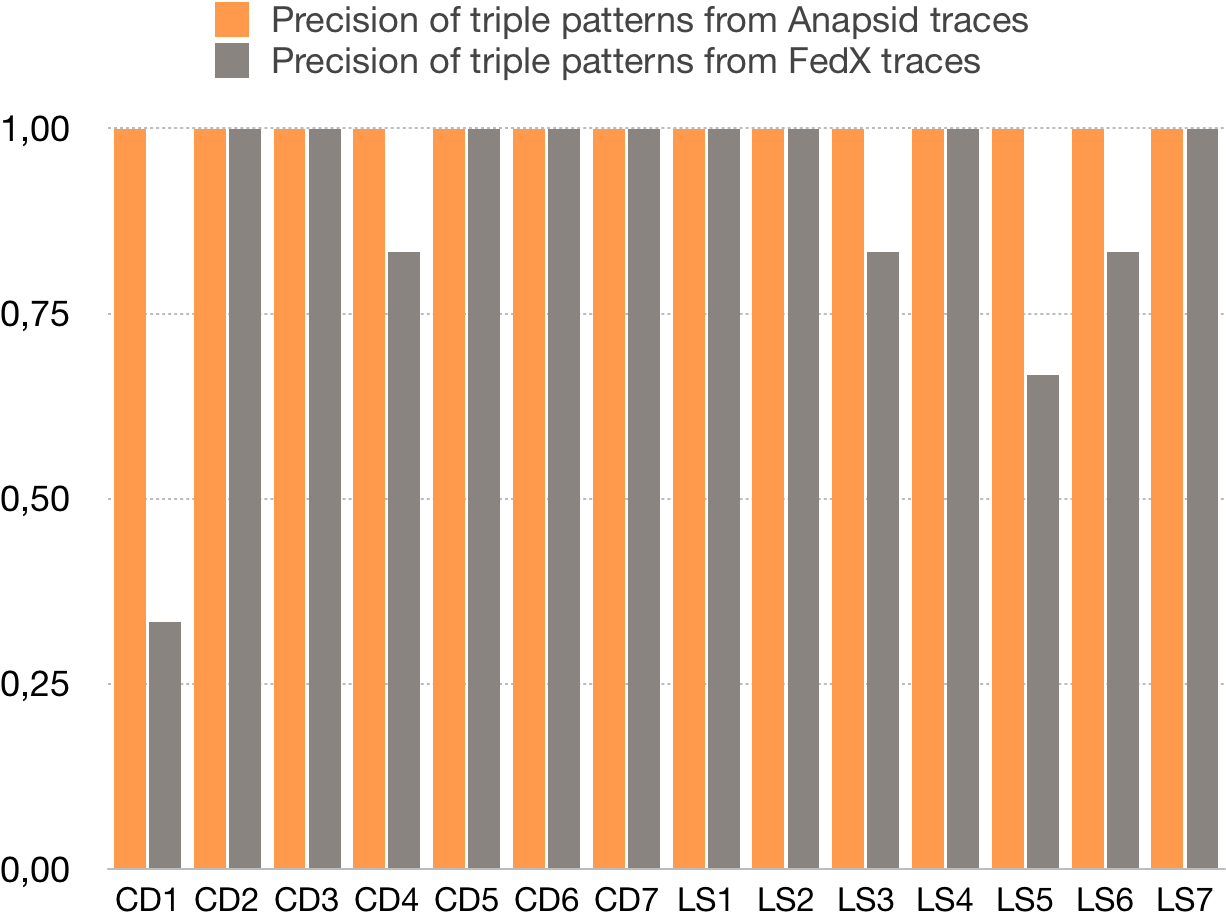 Precision of triple patterns from Anapsid traces
Precision of triple patterns from FedX traces
1,00
0,75
0,50
0,25
0,00
CD1 CD2 CD3 CD4 CD5 CD6 CD7 LS1 LS2 LS3 LS4 LS5 LS6 LS7